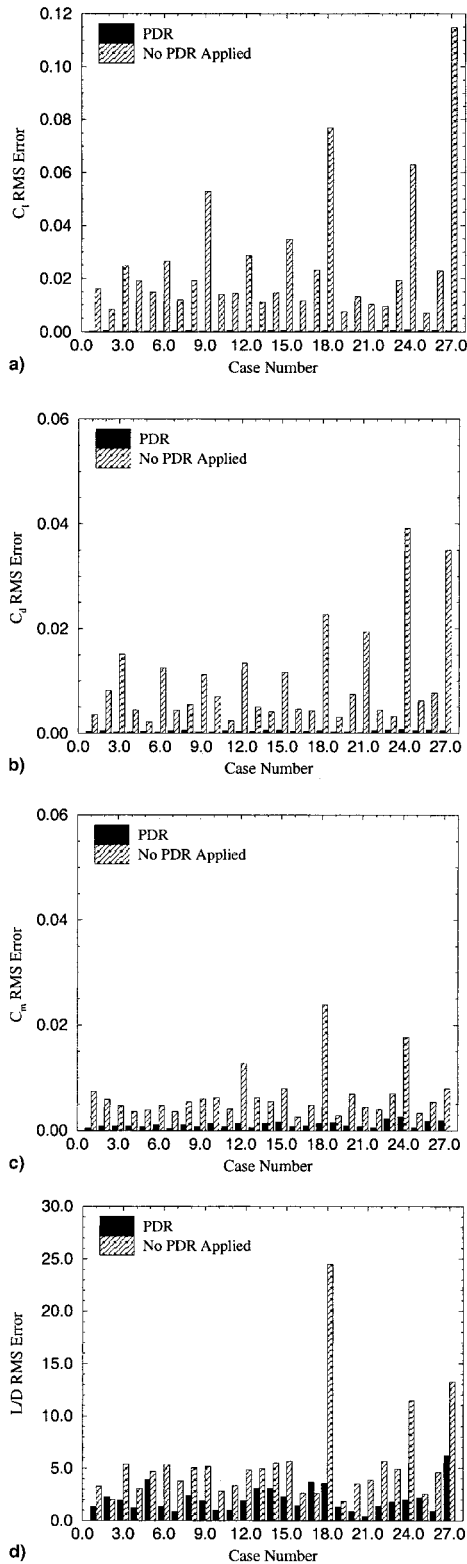 0.12
PDR
No PDR Applied
0.10
0.08
0.06
0.04
0.02
0.00
Cl RMS Error
0.0 3.0 6.0 9.0 12.0 15.0 18.0 21.0 24.0 27.0
Case Number
a)
0.06
PDR
No PDR Applied
0.04
0.02
0.00
Cd RMS Error
0.0 3.0 6.0 9.0 12.0 15.0 18.0 21.0 24.0 27.0
Case Number
b)
0.06
PDR
No PDR Applied
0.04
0.02
0.00
Cm RMS Error
0.0 3.0 6.0 9.0 12.0 15.0 18.0 21.0 24.0 27.0
Case Number
c)
30.0
PDR
No PDR Applied
25.0
20.0
15.0
10.0
5.0
0.0
L/D RMS Error
0.0 3.0 6.0 9.0 12.0 15.0 18.0 21.0 24.0 27.0
Case Number
d)